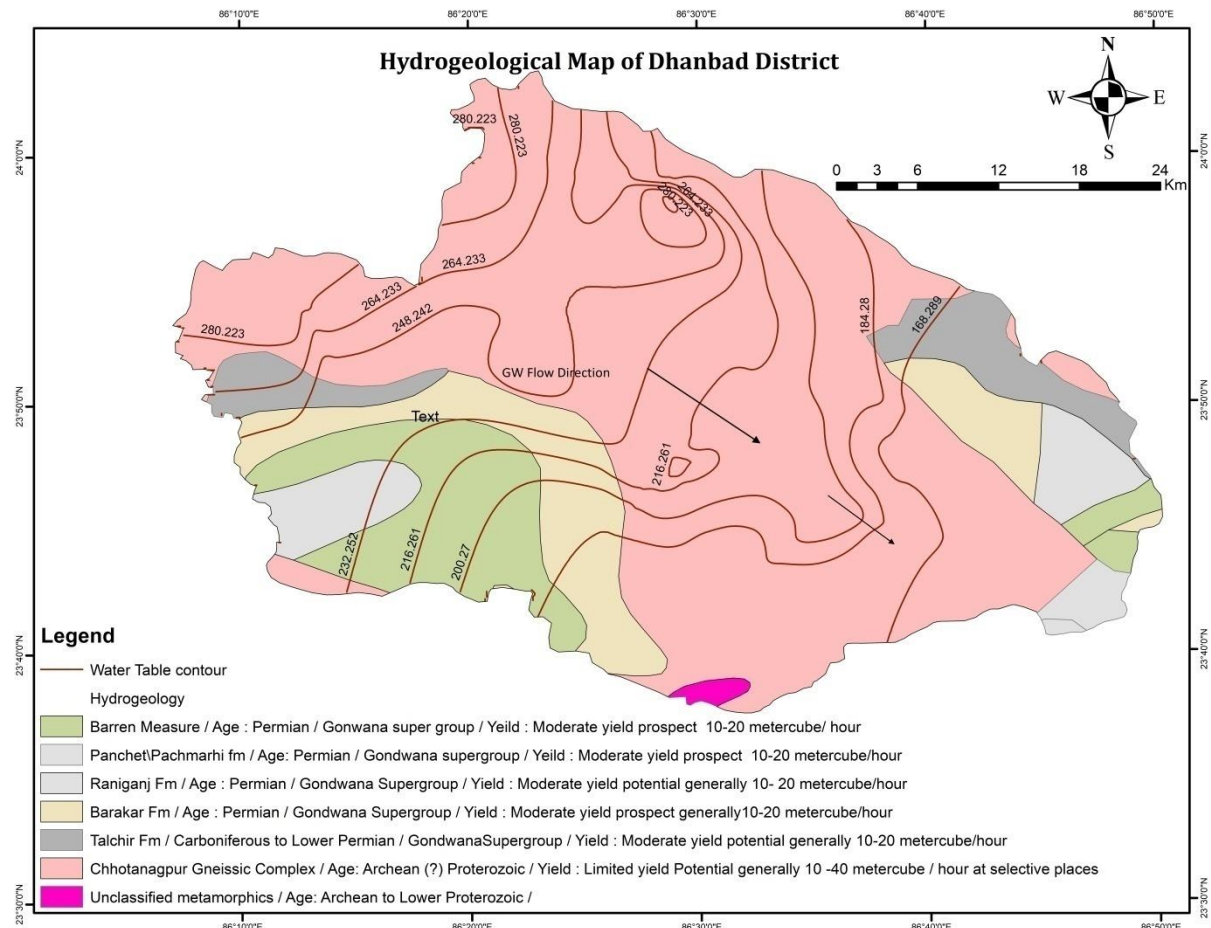 86°10'0"E
86°20'0"E
86°30'0"E
86°40'0"E
86°50'0"E
Hydrogeological Map of Dhanbad District
N
W
E
S
0 3 6 12 18 24
Km
24°0'0"N
24°0'0"N
280.223
280.223
264.233
280.223
264.233
264.233
248.242
280.223
184.28
168.289
GW Flow Direction
23°50'0"N
23°50'0"N
Text
216.261
232.252
216.261
200.27
23°40'0"N
23°40'0"N
Legend
Water Table contour
Hydrogeology
Barren Measure / Age : Permian / Gonwana super group / Yeild : Moderate yield prospect 10-20 metercube/ hour
Panchet\Pachmarhi fm / Age: Permian / Gondwana supergroup / Yeild : Moderate yield prospect 10-20 metercube/hour
Raniganj Fm / Age : Permian / Gondwana Supergroup / Yield : Moderate yield potential generally 10- 20 metercube/hour
Barakar Fm / Age : Permian / Gondwana Supergroup / Yield : Moderate yield prospect generally10-20 metercube/hour
Talchir Fm / Carboniferous to Lower Permian / GondwanaSupergroup / Yield : Moderate yield potential generally 10-20 metercube/hour
Chhotanagpur Gneissic Complex / Age: Archean (?) Proterozoic / Yield : Limited yield Potential generally 10 -40 metercube / hour at selective places
Unclassified metamorphics / Age: Archean to Lower Proterozoic /
23°30'0"N
23°30'0"N
86°10'0"E
86°20'0"E
86°30'0"E
86°40'0"E
86°50'0"E